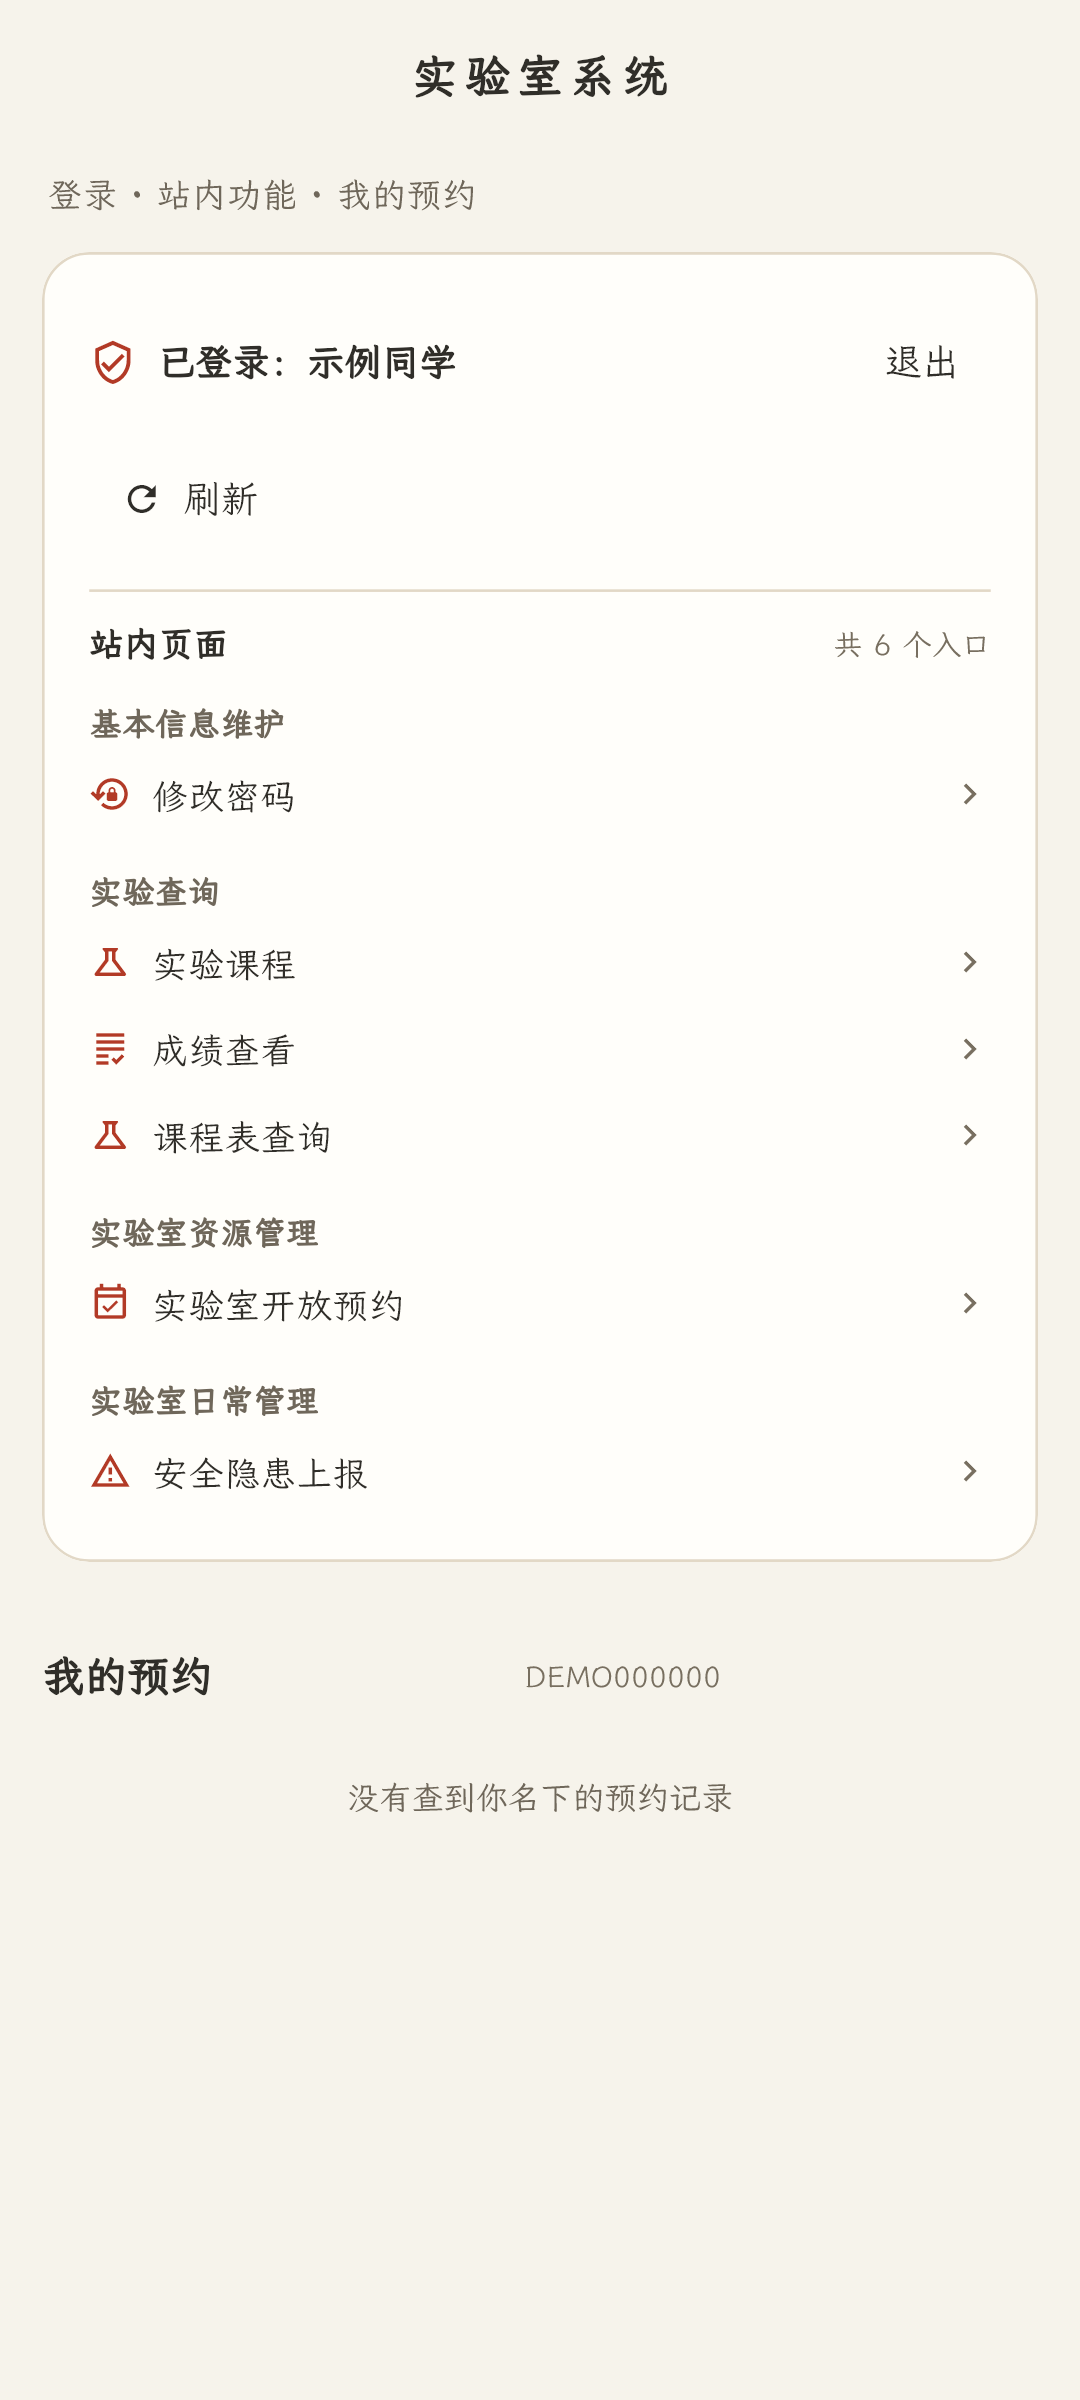 实验室系统
登录・站内功能・我的预约
已登录：示例同学 退出
刷新
站内页面 共 6 个入口
基本信息维护
修改密码
实验查询
实验课程
成绩查看
课程表查询
实验室资源管理
实验室开放预约
实验室日常管理
安全隐患上报
我的预约 DEMO000000
没有查到你名下的预约记录